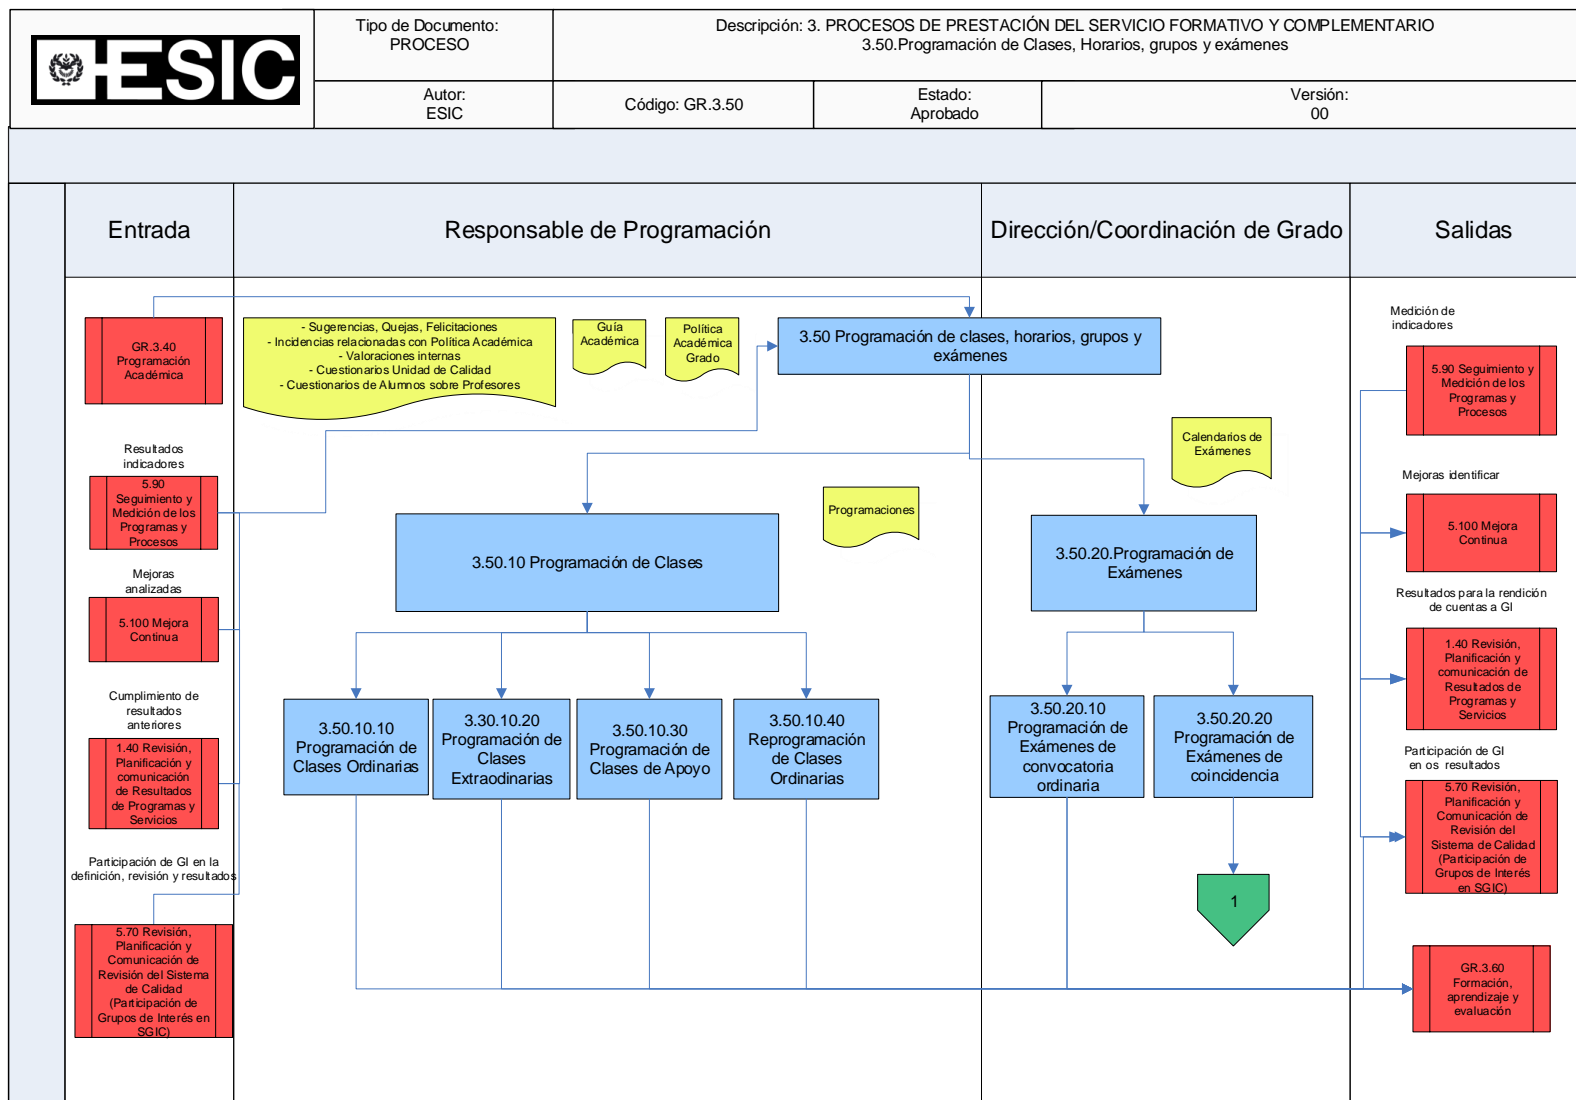 ESIC
Tipo de Documento:
PROCESO
Descripción: 3. PROCESOS DE PRESTACIÓN DEL SERVICIO FORMATIVO Y COMPLEMENTARIO
3.50.Programación de Clases, Horarios, grupos y exámenes
Autor:
ESIC
Código: GR.3.50
Estado:
Aprobado
Versión:
00
Entrada
Responsable de Programación
Dirección/Coordinación de Grado
Salidas
GR.3.40
Programación
Académica
Resultados
indicadores
5.90
Seguimiento y
Medición de los
Programas y
Procesos
Mejoras
analizadas
5.100 Mejora
Continua
Cumplimiento de
resultados
anteriores
1.40 Revisión,
Planificación y
comunicación
de Resultados
de Programas y
Servicios
Participación de GI en la
definición, revisión y resultados
5.70 Revisión,
Planificación y
Comunicación de
Revisión del Sistema
de Calidad
(Participación de
Grupos de Interés en
SGIC)
- Sugerencias, Quejas, Felicitaciones
- Incidencias relacionadas con Política Académica
- Valoraciones internas
- Cuestionarios Unidad de Calidad
- Cuestionarios de Alumnos sobre Profesores
Guía
Académica
Política
Académica
Grado
3.50 Programación de clases, horarios, grupos y
exámenes
Programaciones
3.50.10 Programación de Clases
3.50.10.10
Programación de
Clases Ordinarias
3.30.10.20
Programación de
Clases
Extraodinarias
3.50.10.30
Programación de
Clases de Apoyo
3.50.10.40
Reprogramación
de Clases
Ordinarias
Calendarios de
Exámenes
3.50.20.Programación de
Exámenes
3.50.20.10
Programación de
Exámenes de
convocatoria
ordinaria
3.50.20.20
Programación de
Exámenes de
coincidencia
1
Medición de
indicadores
5.90 Seguimiento y
Medición de los
Programas y
Procesos
Mejoras identificar
5.100 Mejora
Continua
Resultados para la rendición
de cuentas a GI
1.40 Revisión,
Planificación y
comunicación de
Resultados de
Programas y
Servicios
Participación de GI
en os resultados
5.70 Revisión,
Planificación y
Comunicación de
Revisión del
Sistema de Calidad
(Participación de
Grupos de Interés
en SGIC)
GR.3.60
Formación,
aprendizaje y
evaluación